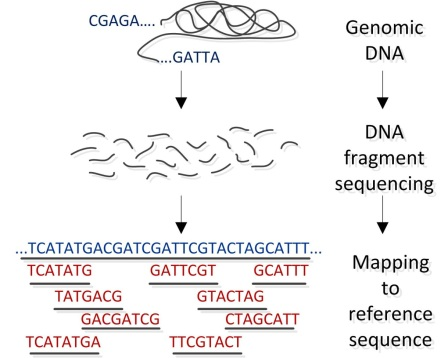 CGAGA....
...GATTA
Genomic
DNA
DNA
fragment
sequencing
...TCATATGACGATCGATTCGTACTAGCATTT...
TCATATG GATTCGT GCATTT
TATGACG GTACTAG
GACGATCG CTAGCATT
TCATATGA TTCGTACT
Mapping
to
reference
sequence